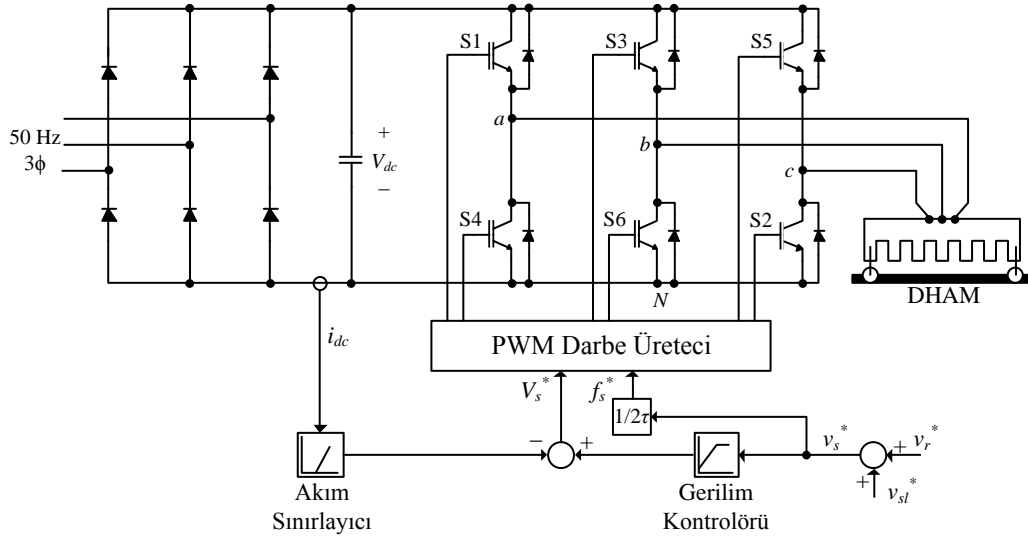 S1
S3
S5
50 Hz
3ϕ
+
V_dc
−
a
b
c
S4
S6
S2
N
DHAM
i_dc
PWM Darbe Üreteci
V_s^*
f_s^*
1/2τ
−
+
v_s^*
+
v_r^*
+
v_sl^*
Akım
Sınırlayıcı
Gerilim
Kontrolörü